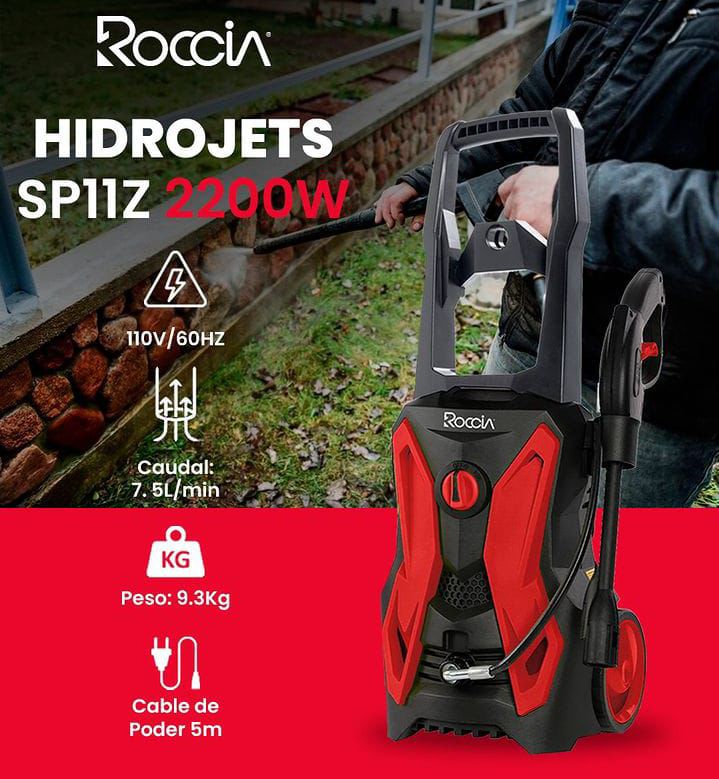 Roccia
HIDROJETS
SP11Z 2200W
110V/60HZ
Caudal:
7. 5L/min
Roccia
KG
Peso: 9.3Kg
Cable de
Poder 5m